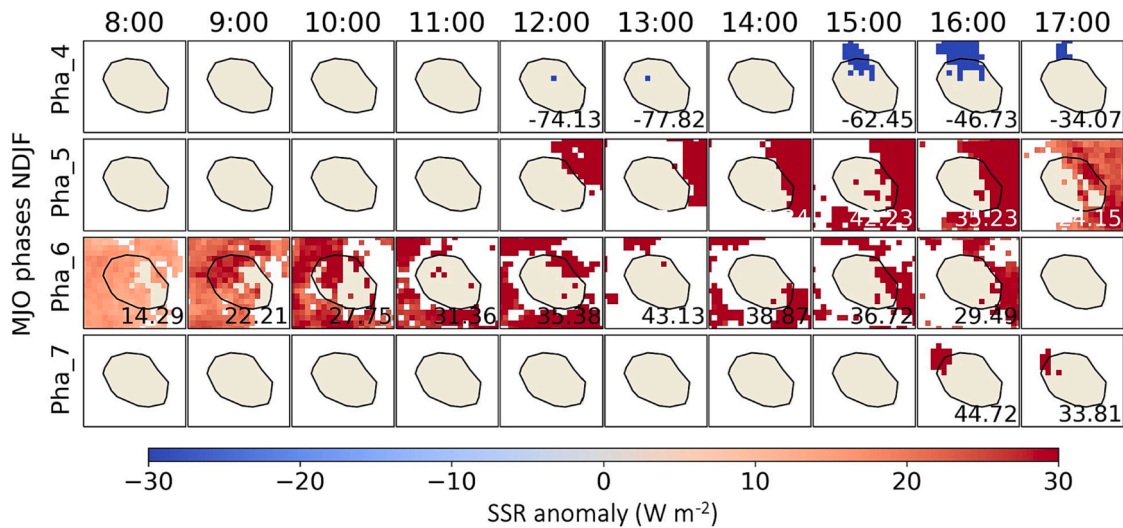 8:00 9:00 10:00 11:00 12:00 13:00 14:00 15:00 16:00 17:00
MJO phases NDJF
Pha_4
-74.13 -77.82 -62.45 -46.73 -34.07
Pha_5
42.23 35.23 24.15
Pha_6
14.29 22.21 27.75 31.36 35.38 43.13 38.87 36.72 29.49
Pha_7
44.72 33.81
−30 −20 −10 0 10 20 30
SSR anomaly (W m⁻²)